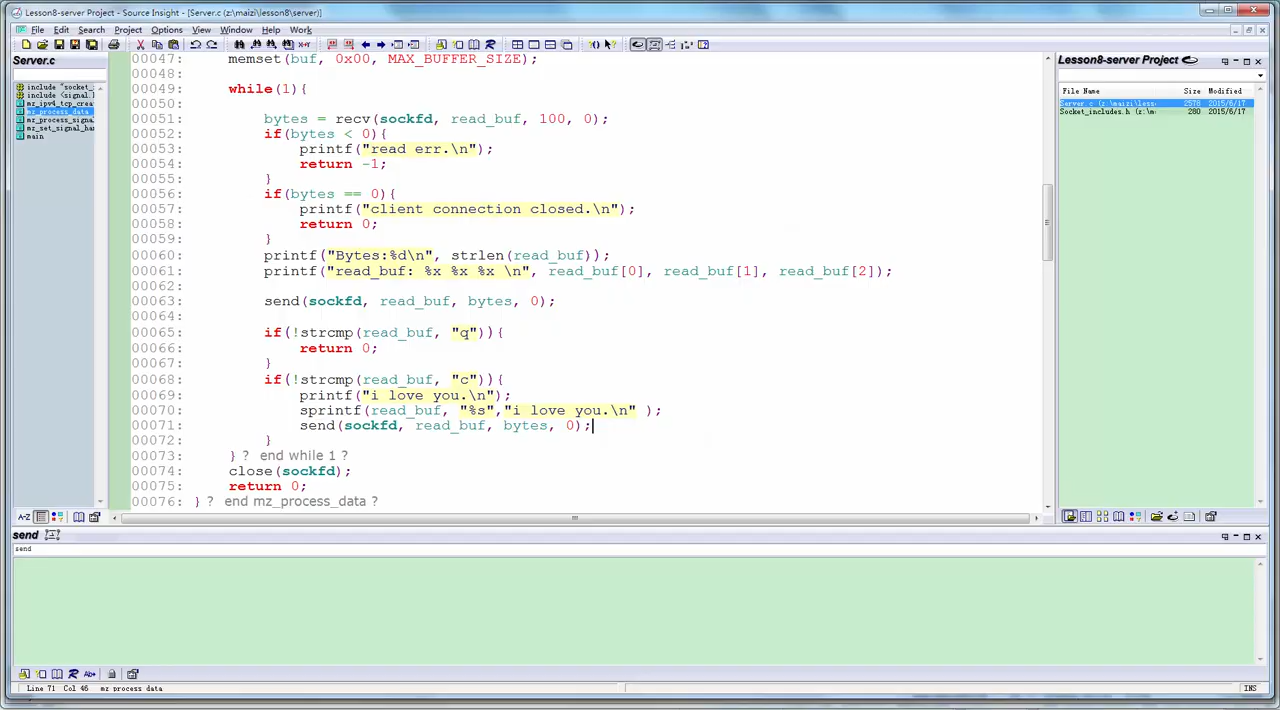 Lesson8-server Project - Source Insight - [Server.c (z:\maizi\lesson8\server)]
File Edit Search Project Options View Window Help Work
Server.c
include "socket_
include <signal.
mz_ipv4_tcp_crea
mz_process_data
mz_process_signa
mz_set_signal_ha
main
00047: memset(buf, 0x00, MAX_BUFFER_SIZE);
00048:
00049: while(1){
00050:
00051: bytes = recv(sockfd, read_buf, 100, 0);
00052: if(bytes < 0){
00053: printf("read err.\n");
00054: return -1;
00055: }
00056: if(bytes == 0){
00057: printf("client connection closed.\n");
00058: return 0;
00059: }
00060: printf("Bytes:%d\n", strlen(read_buf));
00061: printf("read_buf: %x %x %x \n", read_buf[0], read_buf[1], read_buf[2]);
00062:
00063: send(sockfd, read_buf, bytes, 0);
00064:
00065: if(!strcmp(read_buf, "q")){
00066: return 0;
00067: }
00068: if(!strcmp(read_buf, "c")){
00069: printf("i love you.\n");
00070: sprintf(read_buf, "%s","i love you.\n" );
00071: send(sockfd, read_buf, bytes, 0);
00072: }
00073: } ? end while 1 ?
00074: close(sockfd);
00075: return 0;
00076: } ? end mz_process_data ?
Lesson8-server Project
File Name Size Modified
Server.c (z:\maizi\less: 2578 2015/6/17
Socket_includes.h (z:\m: 280 2015/6/17
A-Z
send
send
Line 71 Col 46 mz_process_data
INS